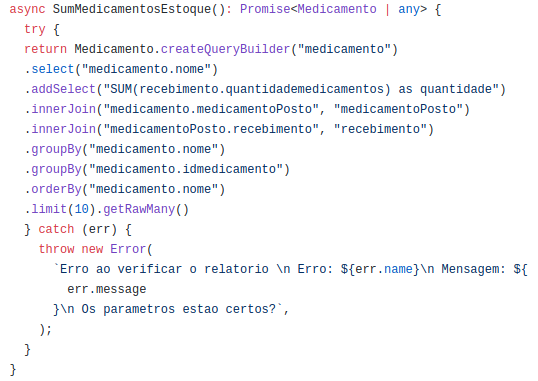 async SumMedicamentosEstoque(): Promise<Medicamento | any> {
try {
return Medicamento.createQueryBuilder("medicamento")
.select("medicamento.nome")
.addSelect("SUM(recebimento.quantidademedicamentos) as quantidade")
.innerJoin("medicamento.medicamentoPosto", "medicamentoPosto")
.innerJoin("medicamentoPosto.recebimento", "recebimento")
.groupBy("medicamento.nome")
.groupBy("medicamento.idmedicamento")
.orderBy("medicamento.nome")
.limit(10).getRawMany()
} catch (err) {
throw new Error(
`Erro ao verificar o relatorio \n Erro: ${err.name}\n Mensagem: ${
err.message
}\n Os parametros estao certos?`,
);
}
}